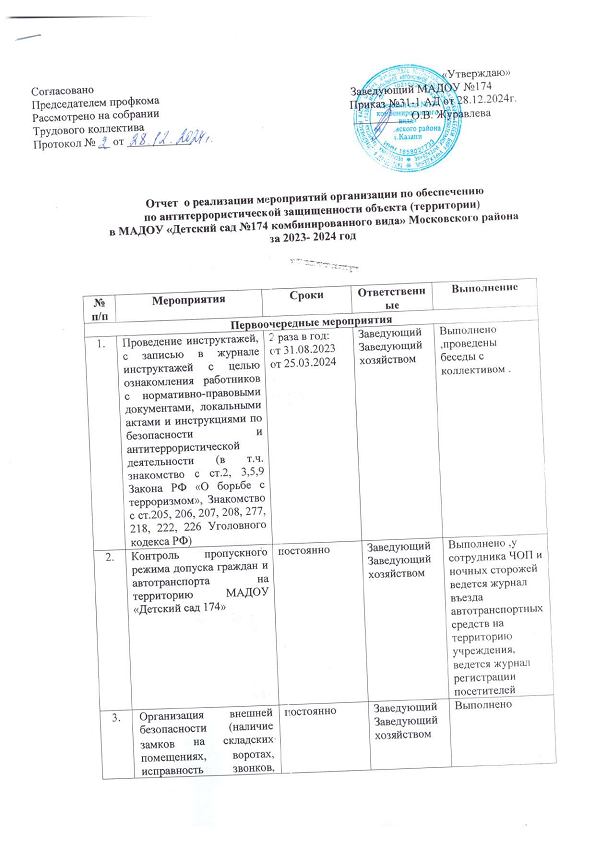 Согласовано
Председателем профкома
Рассмотрено на собрании
Трудового коллектива
Протокол № 2 от 28.12.2024г.
«Утверждаю»
Заведующий МАДОУ №174
Приказ №31-1 АД от 28.12.2024г.
О.В. Журавлева
комбинированного
вида»
района
г.Казани
Отчет о реализации мероприятий организации по обеспечению
по антитеррористической защищенности объекта (территории)
в МАДОУ «Детский сад №174 комбинированного вида» Московского района
за 2023- 2024 год
№ п/п Мероприятия Сроки Ответственн
ые Выполнение
Первоочередные мероприятия
1.
Проведение инструктажей,
с записью в журнале
инструктажей с целью
ознакомления работников
с нормативно-правовыми
документами, локальными
актами и инструкциями по
безопасности и
антитеррористической
деятельности (в т.ч.
знакомство с ст.2, 3,5,9
Закона РФ «О борьбе с
терроризмом», Знакомство
с ст.205, 206, 207, 208, 277,
218, 222, 226 Уголовного
кодекса РФ)
2 раза в год:
от 31.08.2023
от 25.03.2024
Заведующий
Заведующий
хозяйством
Выполнено
,проведены
беседы с
коллективом .
2.
Контроль пропускного
режима допуска граждан и
автотранспорта на
территорию МАДОУ
«Детский сад 174»
постоянно
Заведующий
Заведующий
хозяйством
Выполнено ,у
сотрудника ЧОП и
ночных сторожей
ведется журнал
въезда
автотранспортных
средств на
территорию
учреждения,
ведется журнал
регистрации
посетителей
3.
Организация внешней
безопасности (наличие
замков на складских
помещениях, воротах,
исправность звонков,
постоянно
Заведующий
Заведующий
хозяйством
Выполнено